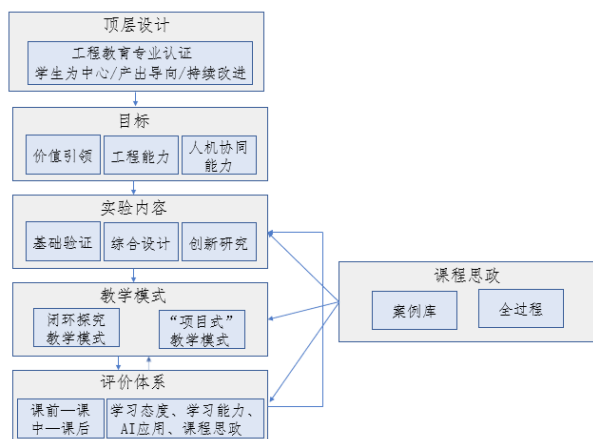 顶层设计
工程教育专业认证
学生为中心/产出导向/持续改进
目标
价值引领
工程能力
人机协同
能力
实验内容
基础验证
综合设计
创新研究
教学模式
闭环探究
教学模式
“项目式”
教学模式
评价体系
课前—课
中—课后
学习态度、学习能力、
AI应用、课程思政
课程思政
案例库
全过程